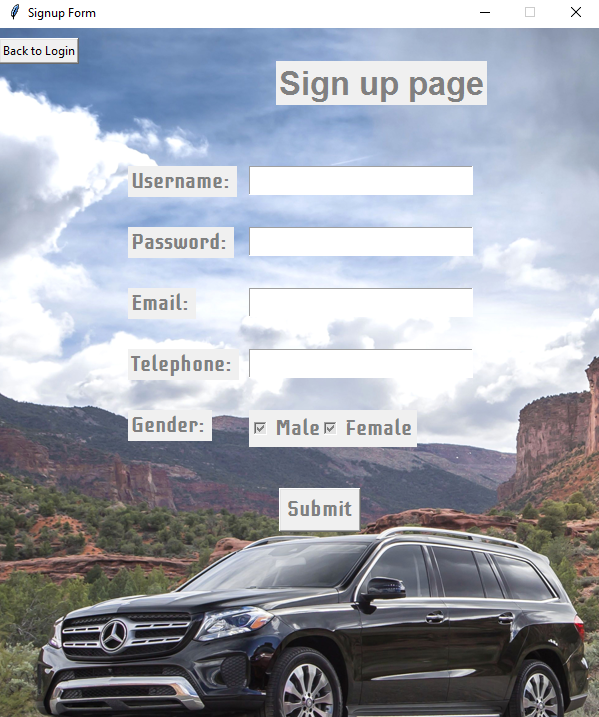 Signup Form
Back to Login
Sign up page
Username:
Password:
Email:
Telephone:
Gender: Male Female
Submit